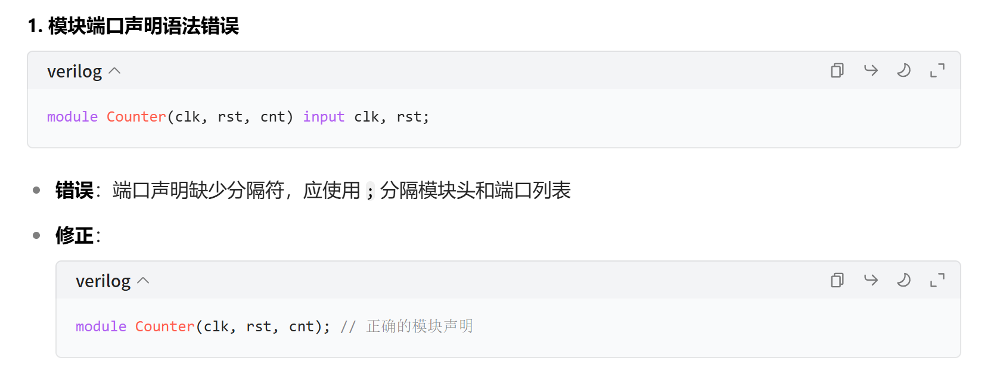 1. 模块端口声明语法错误
verilog
module Counter(clk, rst, cnt) input clk, rst;
错误：端口声明缺少分隔符，应使用 ; 分隔模块头和端口列表
修正：
verilog
module Counter(clk, rst, cnt); // 正确的模块声明